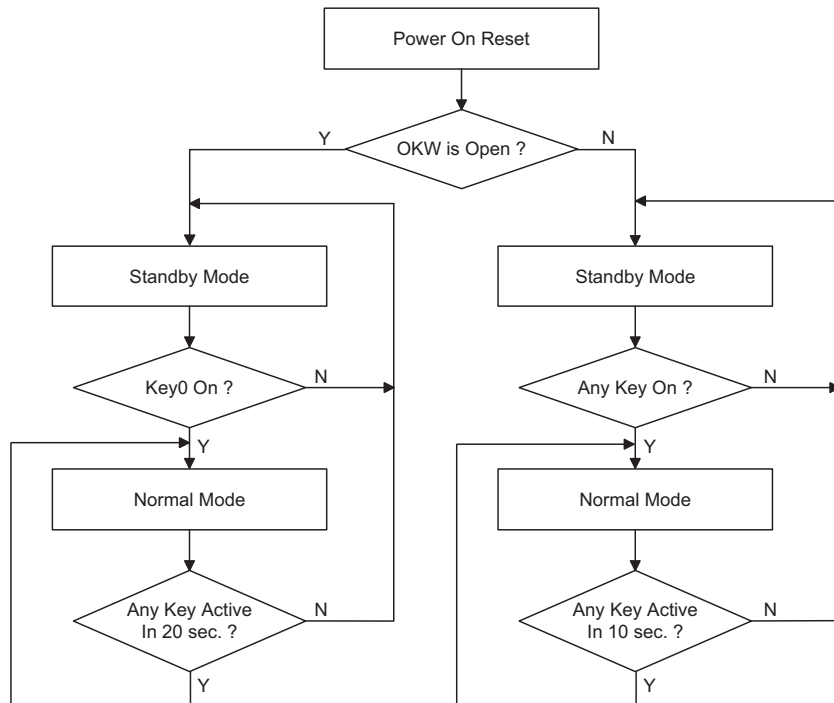 Power On Reset
OKW is Open ?
Y
N
Standby Mode
Standby Mode
Key0 On ?
N
Any Key On ?
N
Y
Y
Normal Mode
Normal Mode
Any Key Active
In 20 sec. ?
N
Any Key Active
In 10 sec. ?
N
Y
Y